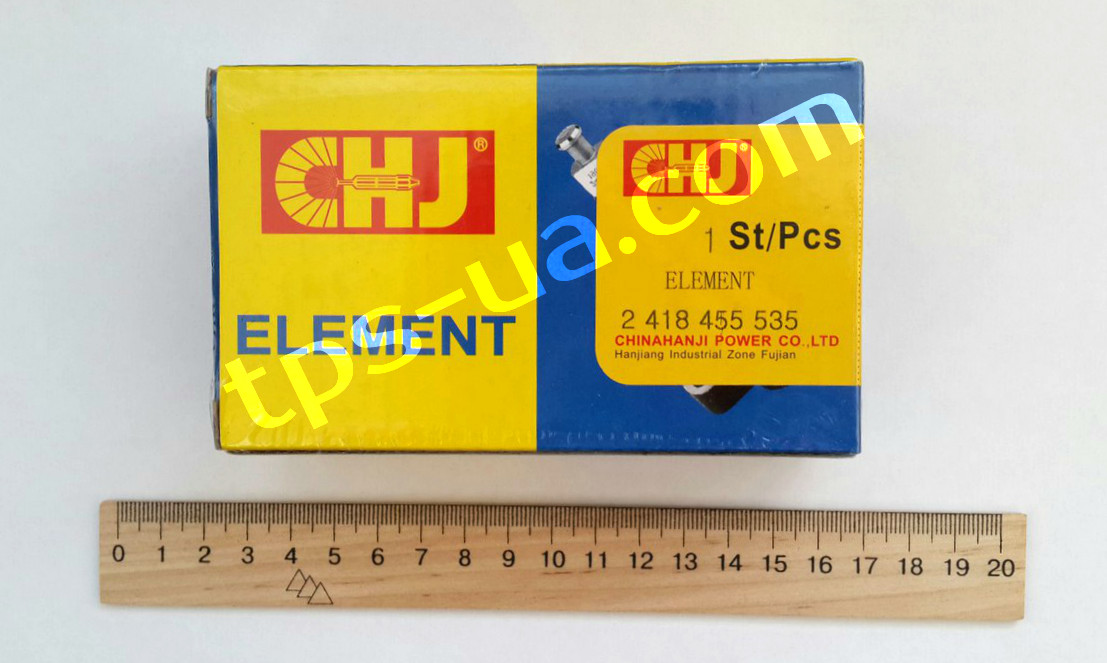 CHJ®
ELEMENT
CHJ
1 St/Pcs
ELEMENT
2 418 455 535
CHINAHANJI POWER CO.,LTD
Hanjiang Industrial Zone Fujian
tps-ua.com
0 1 2 3 4 5 6 7 8 9 10 11 12 13 14 15 16 17 18 19 20